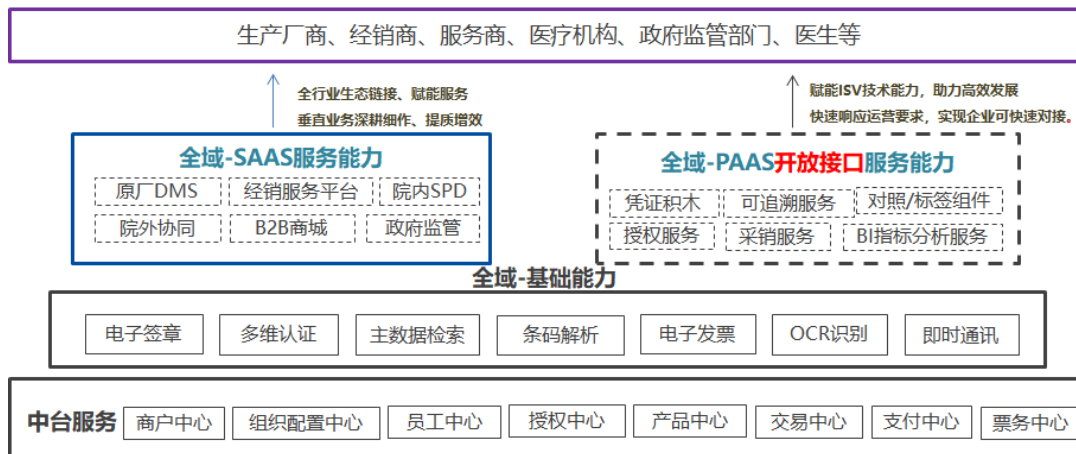 生产厂商、经销商、服务商、医疗机构、政府监管部门、医生等
全行业生态链接、赋能服务
垂直业务深耕细作、提质增效
赋能ISV技术能力，助力高效发展
快速响应运营要求，实现企业可快速对接。
全域-SAAS服务能力
原厂DMS 经销服务平台 院内SPD
院外协同 B2B商城 政府监管
全域-PAAS开放接口服务能力
凭证积木 可追溯服务 对照/标签组件
授权服务 采销服务 BI指标分析服务
全域-基础能力
电子签章 多维认证 主数据检索 条码解析 电子发票 OCR识别 即时通讯
中台服务 商户中心 组织配置中心 员工中心 授权中心 产品中心 交易中心 支付中心 票务中心